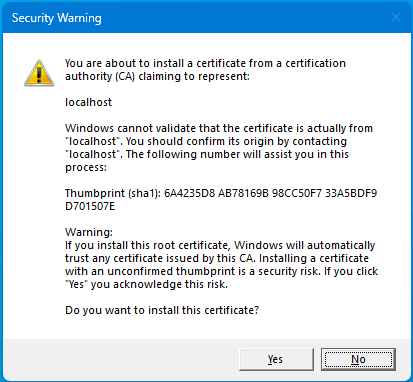 Security Warning
You are about to install a certificate from a certification
authority (CA) claiming to represent:
localhost
Windows cannot validate that the certificate is actually from
"localhost". You should confirm its origin by contacting
"localhost". The following number will assist you in this
process:
Thumbprint (sha1): 6A4235D8 AB78169B 98CC50F7 33A5BDF9
D701507E
Warning:
If you install this root certificate, Windows will automatically
trust any certificate issued by this CA. Installing a certificate
with an unconfirmed thumbprint is a security risk. If you click
"Yes" you acknowledge this risk.
Do you want to install this certificate?
Yes
No